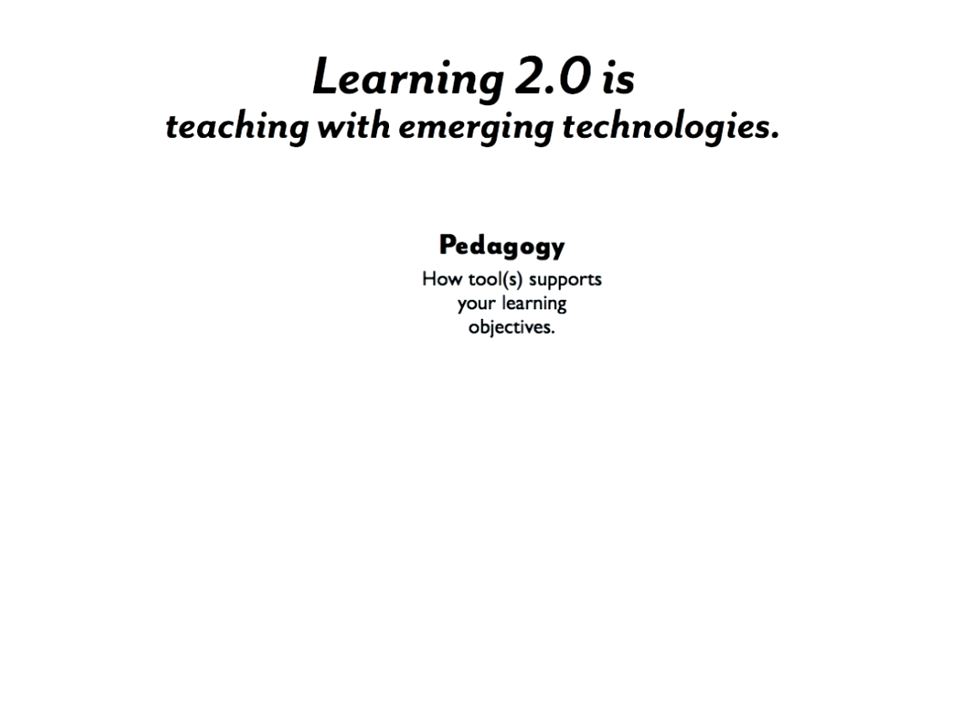 Learning 2.0 is
teaching with emerging technologies.
Pedagogy
How tool(s) supports
your learning
objectives.